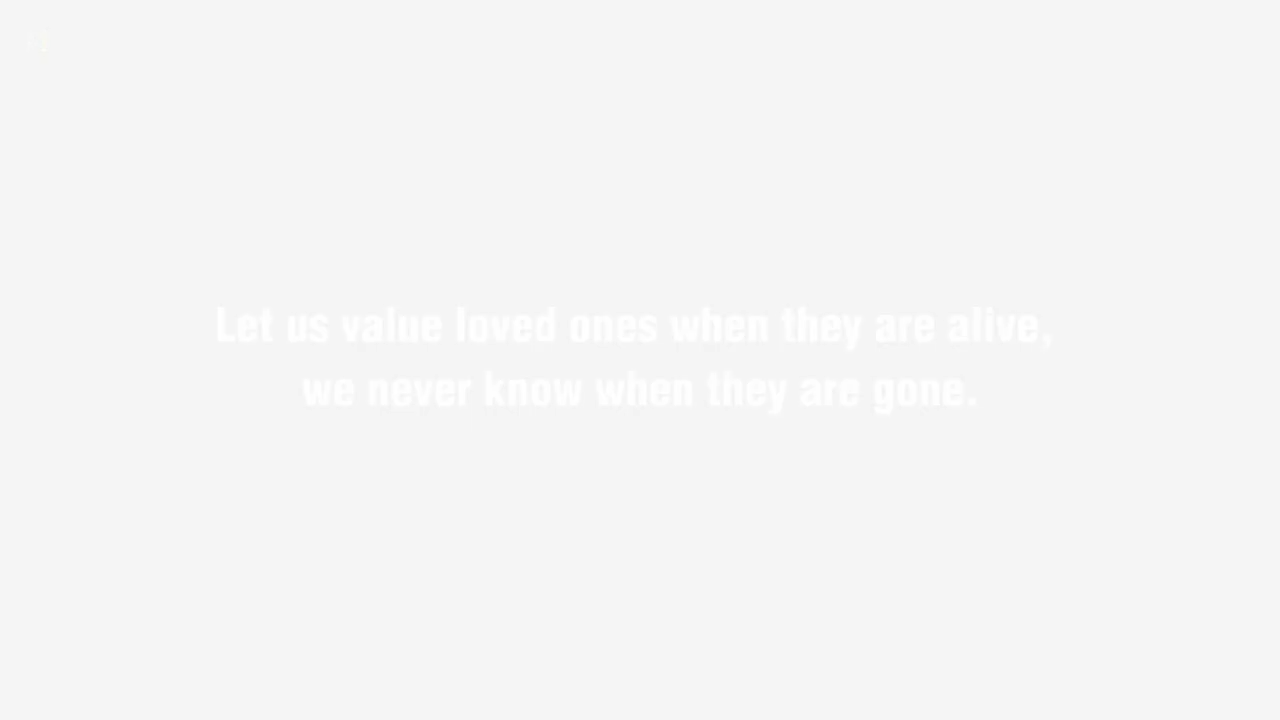 Let us value loved ones when they are alive,
we never know when they are gone.